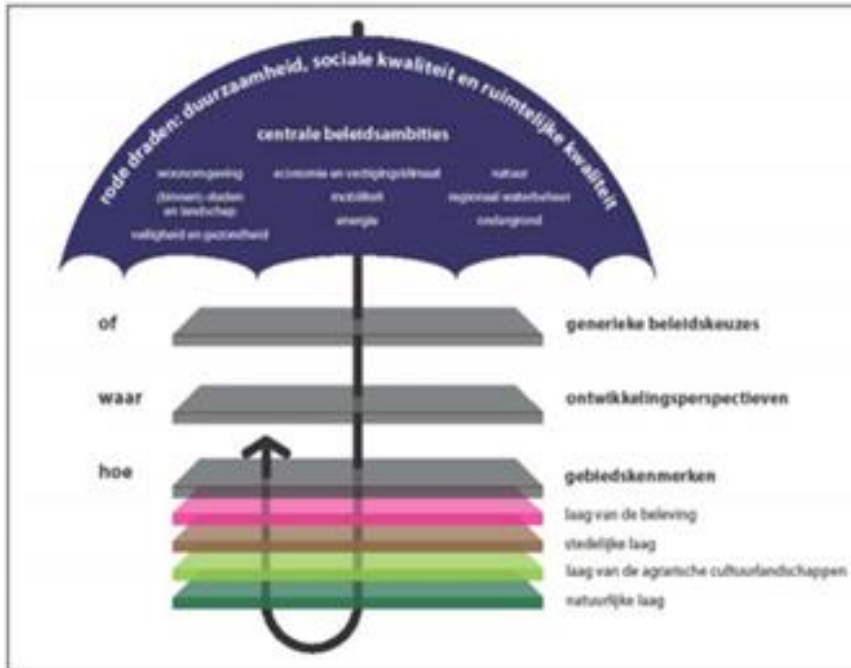 rode draden: duurzaamheid, sociale kwaliteit en ruimtelijke kwaliteit
centrale beleidsambities
woonomgeving
(binnen)steden
en landschap
veiligheid en gezondheid
economie en vestigingsklimaat
mobiliteit
energie
natuur
regionaal waterbeheer
ondergrond
of
generieke beleidskeuzes
waar
ontwikkelingsperspectieven
hoe
gebiedskenmerken
laag van de beleving
stedelijke laag
laag van de agrarische cultuurlandschappen
natuurlijke laag